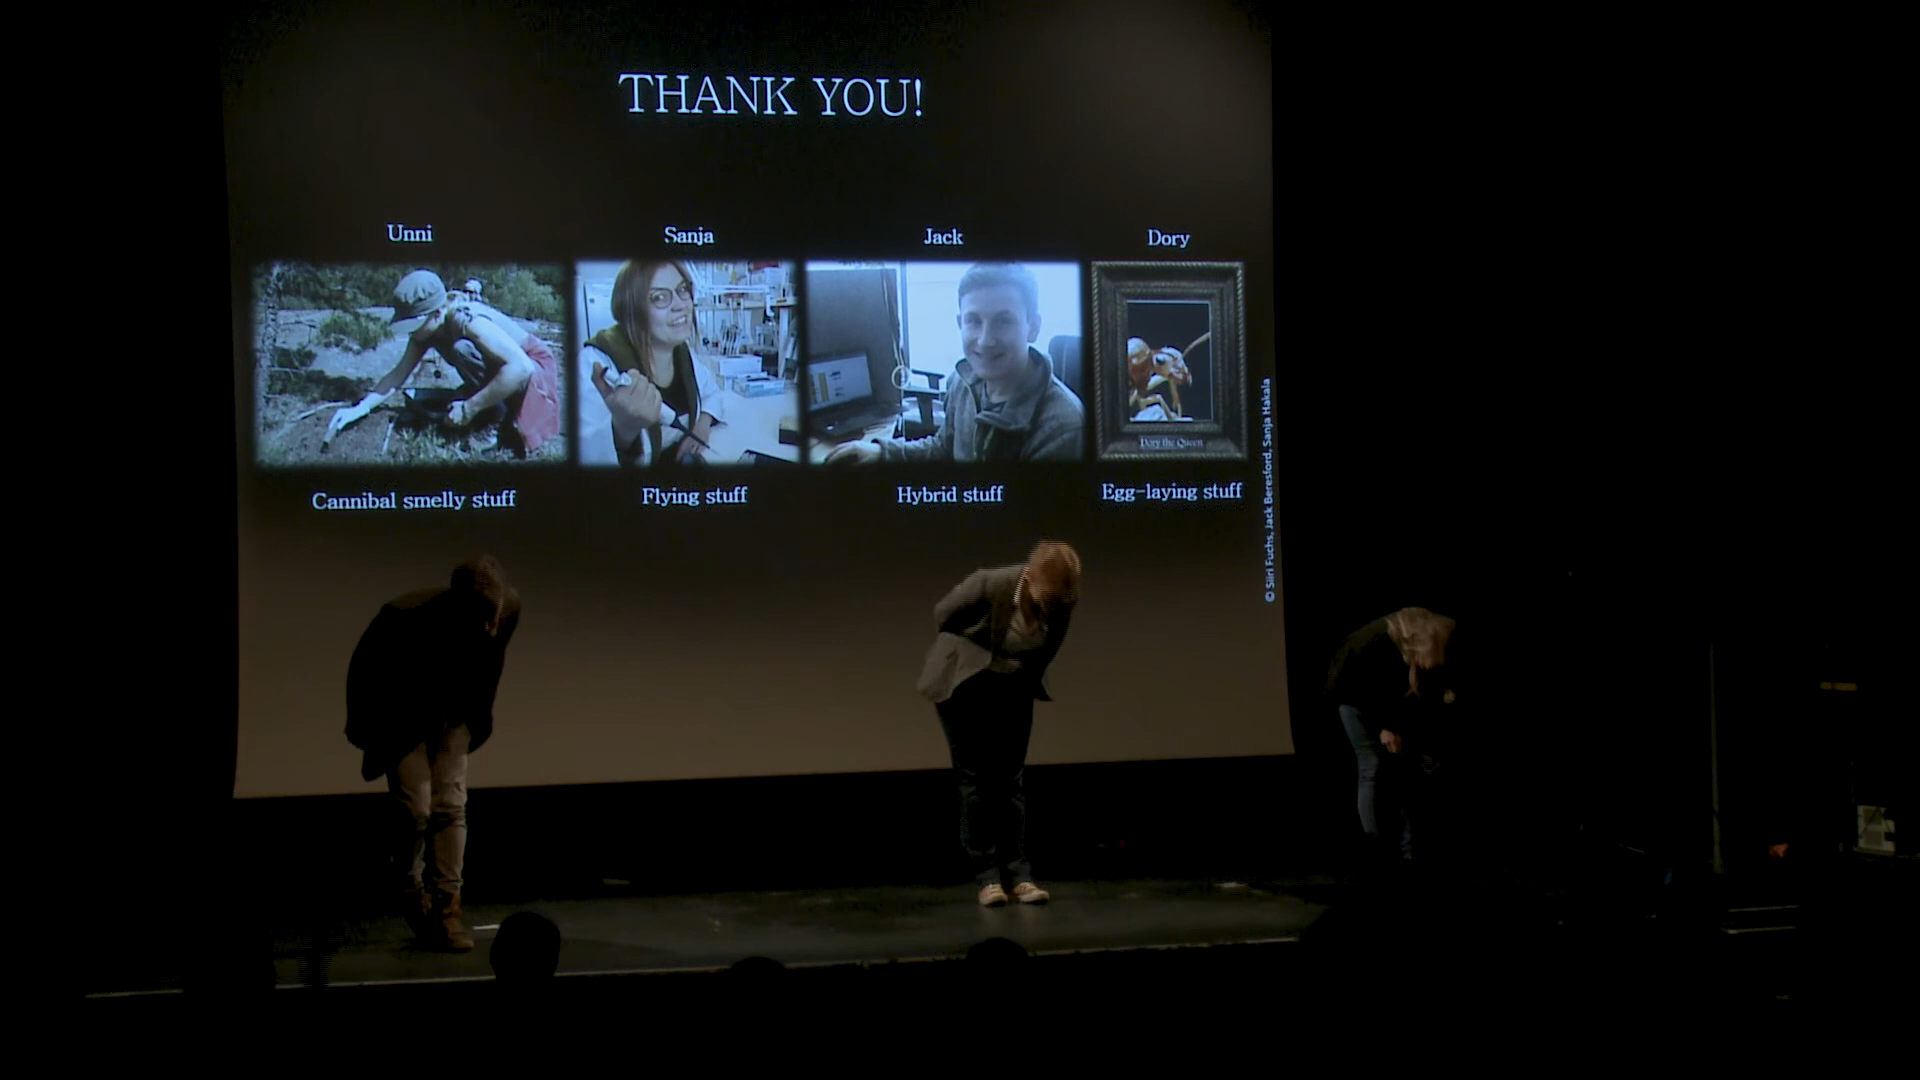 THANK YOU!
Unni
Sanja
Jack
Dory
Dory the Queen
Cannibal smelly stuff
Flying stuff
Hybrid stuff
Egg-laying stuff
© Siiri Fuchs, Jack Beresford, Sanja Hakala